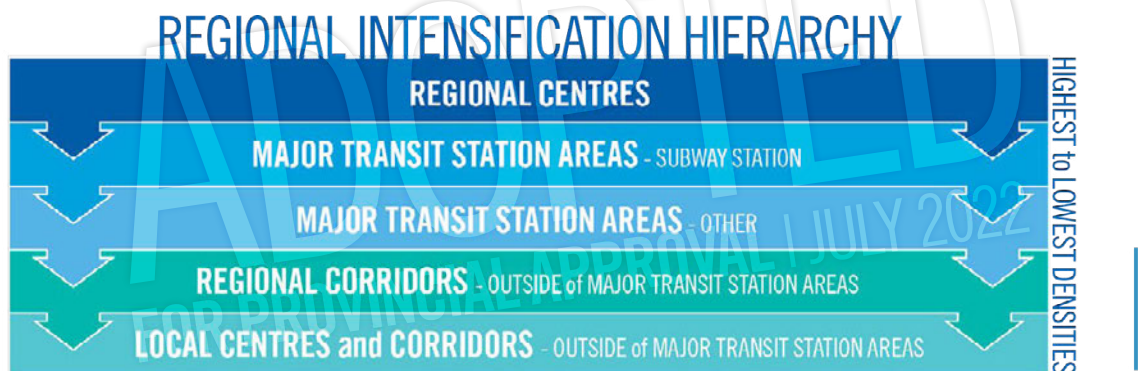 REGIONAL INTENSIFICATION HIERARCHY
REGIONAL CENTRES
MAJOR TRANSIT STATION AREAS - SUBWAY STATION
MAJOR TRANSIT STATION AREAS - OTHER
REGIONAL CORRIDORS - OUTSIDE of MAJOR TRANSIT STATION AREAS
LOCAL CENTRES and CORRIDORS - OUTSIDE of MAJOR TRANSIT STATION AREAS
HIGHEST to LOWEST DENSITIES
ADOPTED
FOR PROVINCIAL APPROVAL | JULY 2022